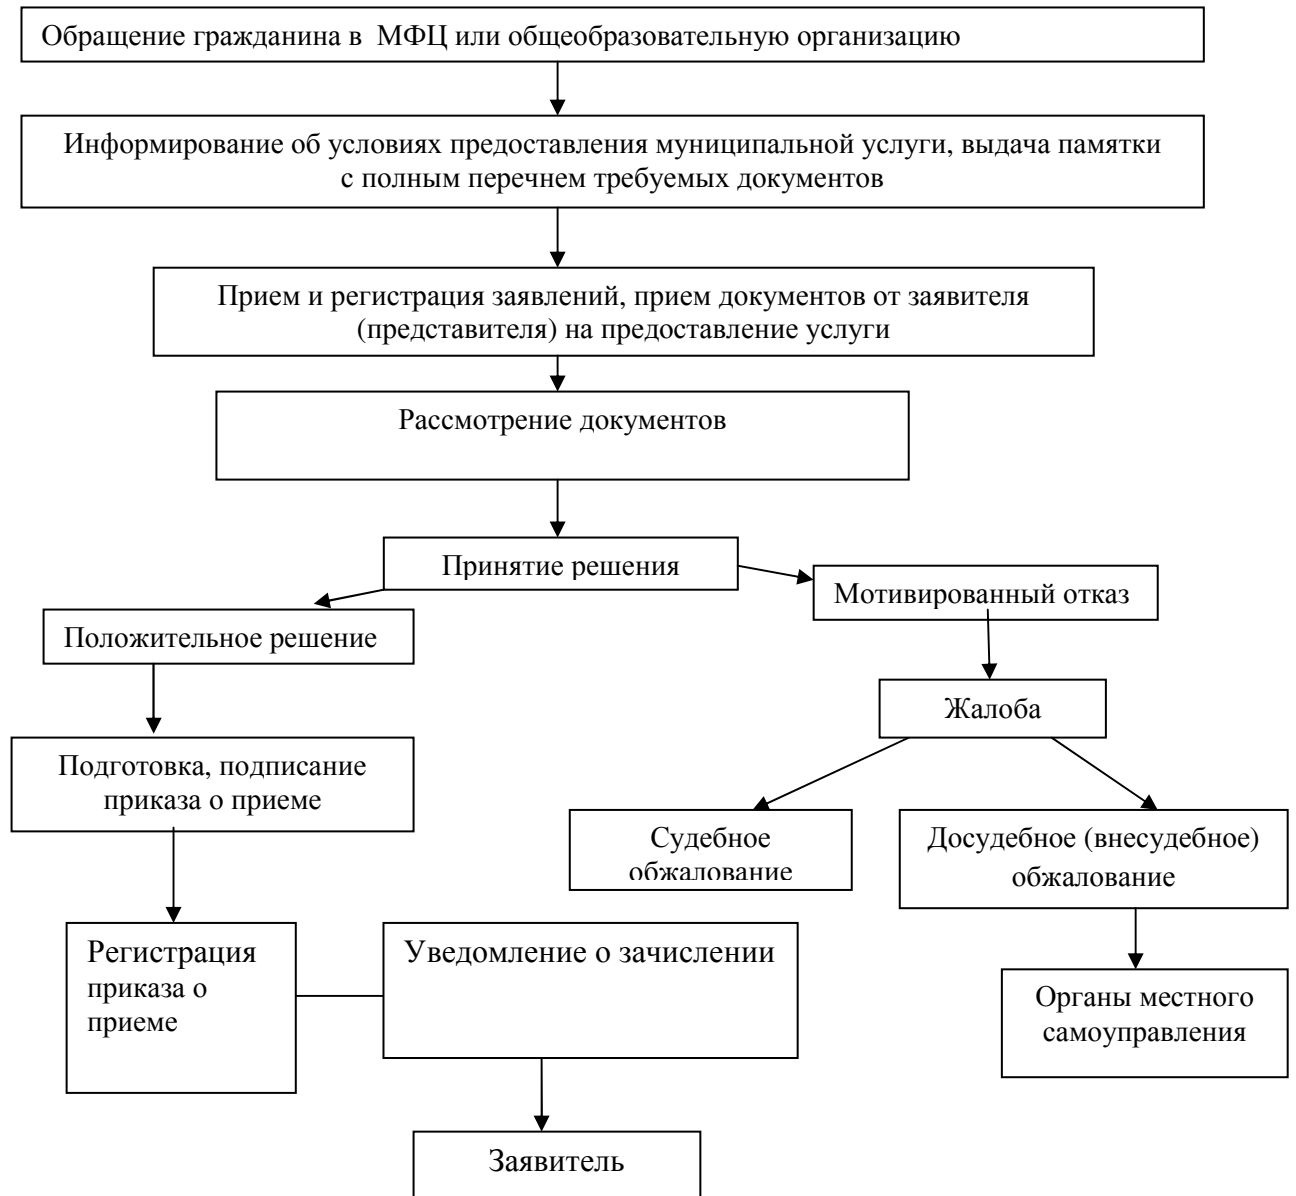 Обращение гражданина в МФЦ или общеобразовательную организацию
Информирование об условиях предоставления муниципальной услуги, выдача памятки
с полным перечнем требуемых документов
Прием и регистрация заявлений, прием документов от заявителя
(представителя) на предоставление услуги
Рассмотрение документов
Принятие решения
Мотивированный отказ
Положительное решение
Жалоба
Подготовка, подписание
приказа о приеме
Судебное
обжалование
Досудебное (внесудебное)
обжалование
Регистрация
приказа о
приеме
Уведомление о зачислении
Органы местного
самоуправления
Заявитель